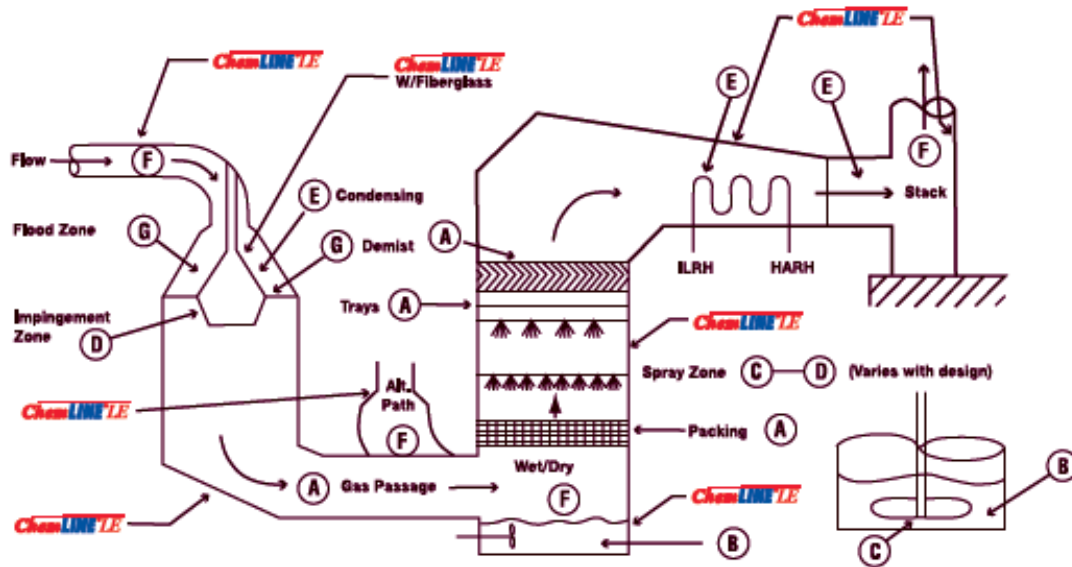 ChemLINE LE
ChemLINE LE
ChemLINE LE
W/Fiberglass
E
E
Flow
F
F
Stack
E Condensing
Flood Zone
G
G Demist
A
ILRH
HARH
Trays A
Impingement
Zone
D
ChemLINE LE
Spray Zone C D (Varies with design)
Alt.
Path
ChemLINE LE
F
Packing A
Wet/Dry
B
A Gas Passage
F
ChemLINE LE
ChemLINE LE
B
C